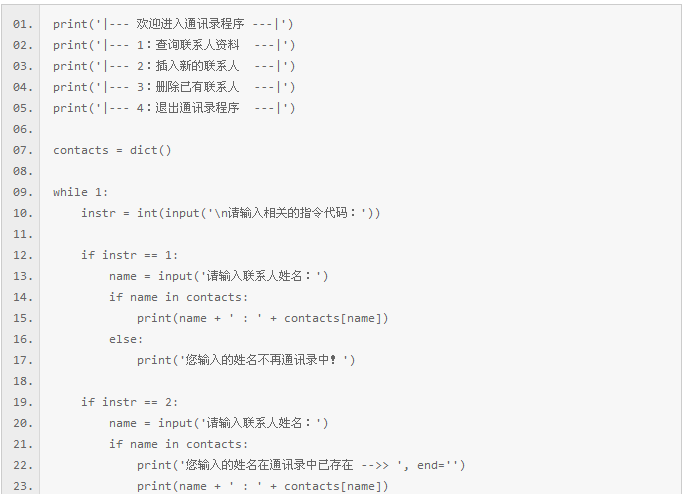 01. print('|--- 欢迎进入通讯录程序 ---|')
02. print('|--- 1：查询联系人资料  ---|')
03. print('|--- 2：插入新的联系人  ---|')
04. print('|--- 3：删除已有联系人  ---|')
05. print('|--- 4：退出通讯录程序  ---|')
06.
07. contacts = dict()
08.
09. while 1:
10.     instr = int(input('\n请输入相关的指令代码：'))
11.
12.     if instr == 1:
13.         name = input('请输入联系人姓名：')
14.         if name in contacts:
15.             print(name + ' : ' + contacts[name])
16.         else:
17.             print('您输入的姓名不再通讯录中！')
18.
19.     if instr == 2:
20.         name = input('请输入联系人姓名：')
21.         if name in contacts:
22.             print('您输入的姓名在通讯录中已存在 -->> ', end='')
23.             print(name + ' : ' + contacts[name])